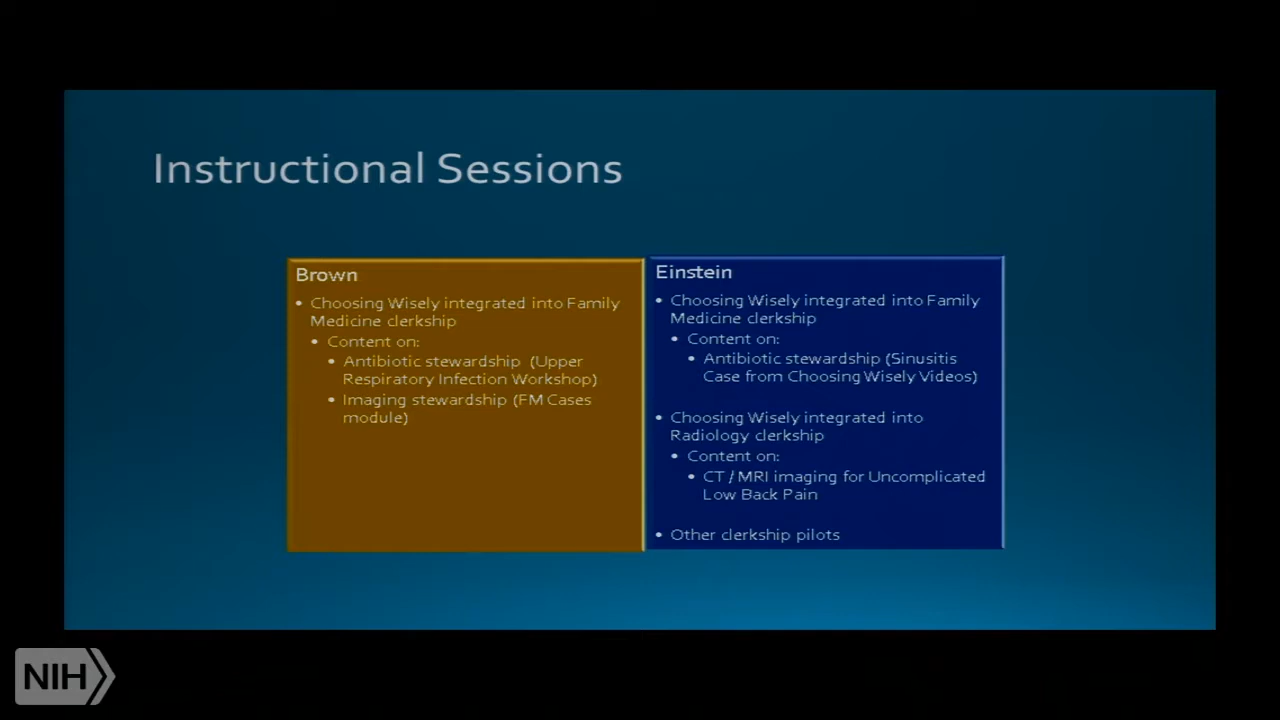 Instructional Sessions
Brown
• Choosing Wisely integrated into Family
Medicine clerkship
• Content on:
• Antibiotic stewardship (Upper
Respiratory Infection Workshop)
• Imaging stewardship (FM Cases
module)
Einstein
• Choosing Wisely integrated into Family
Medicine clerkship
• Content on:
• Antibiotic stewardship (Sinusitis
Case from Choosing Wisely Videos)
• Choosing Wisely integrated into
Radiology clerkship
• Content on:
• CT / MRI imaging for Uncomplicated
Low Back Pain
• Other clerkship pilots
NIH